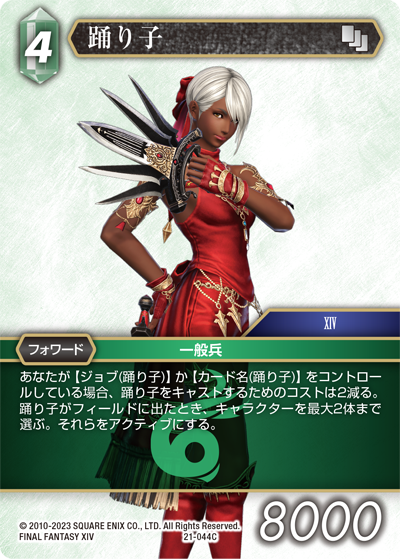 4
踊り子
XIV
フォワード
一般兵
あなたが【ジョブ(踊り子)】か【カード名(踊り子)】をコントロー
ルしている場合、踊り子をキャストするためのコストは2減る。
踊り子がフィールドに出たとき、キャラクターを最大2体まで
選ぶ。それらをアクティブにする。
© 2010-2023 SQUARE ENIX CO., LTD. All Rights Reserved.
FINAL FANTASY XIV
21-044C
8000